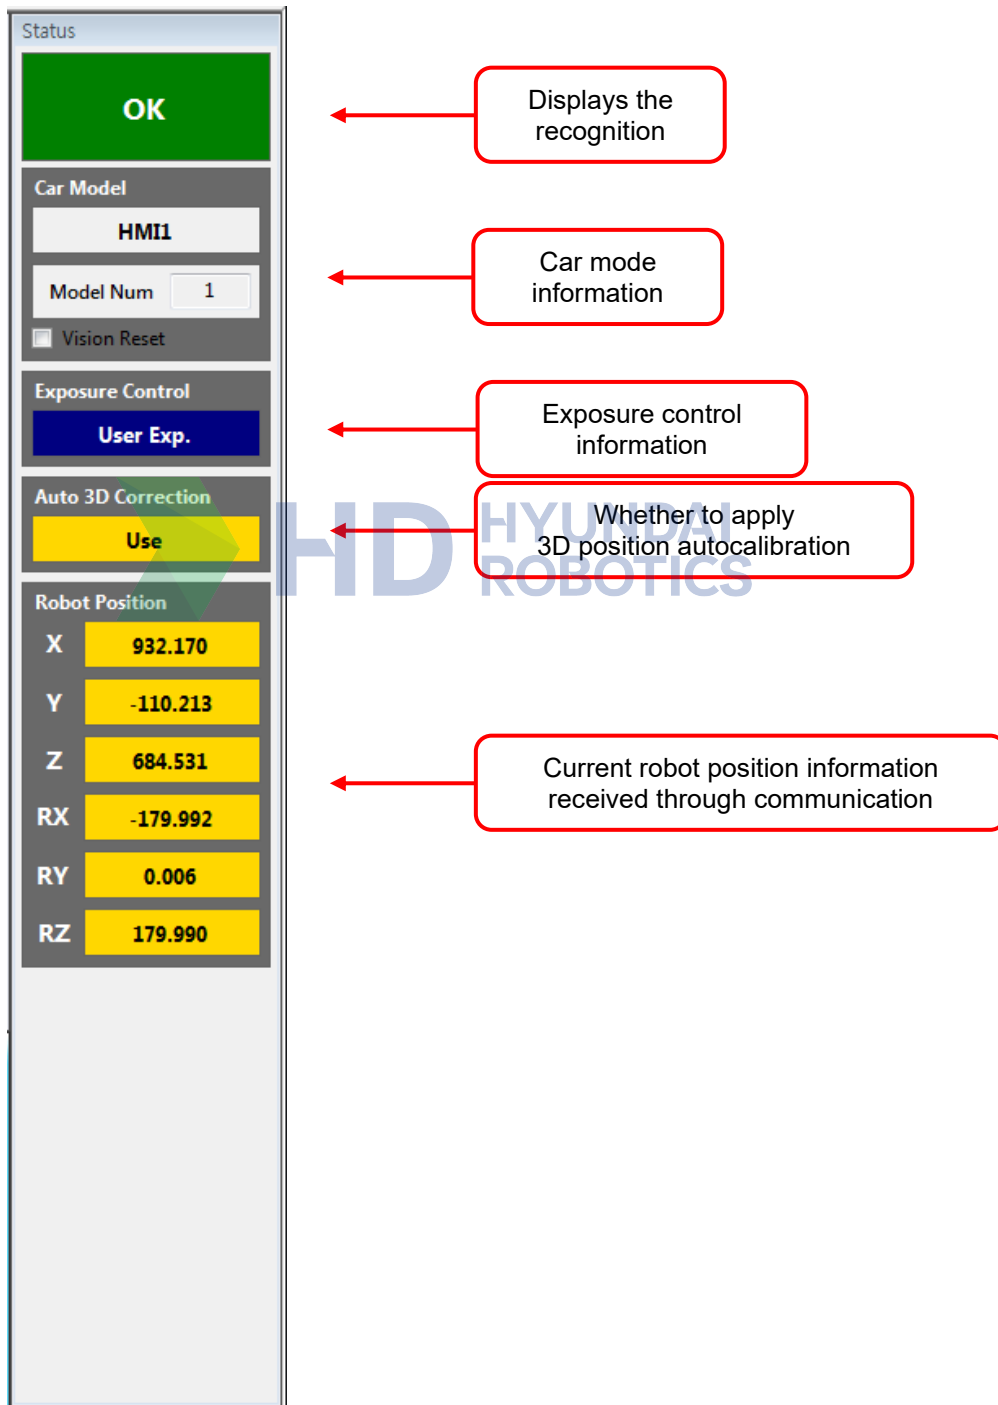 Status
OK
Displays the
recognition
Car Model
HMI1
Model Num 1
Vision Reset
Car mode
information
Exposure Control
User Exp.
Exposure control
information
Auto 3D Correction
Use
Whether to apply
3D position autocalibration
HD HYUNDAI
ROBOTICS
Robot Position
X 932.170
Y -110.213
Z 684.531
RX -179.992
RY 0.006
RZ 179.990
Current robot position information
received through communication